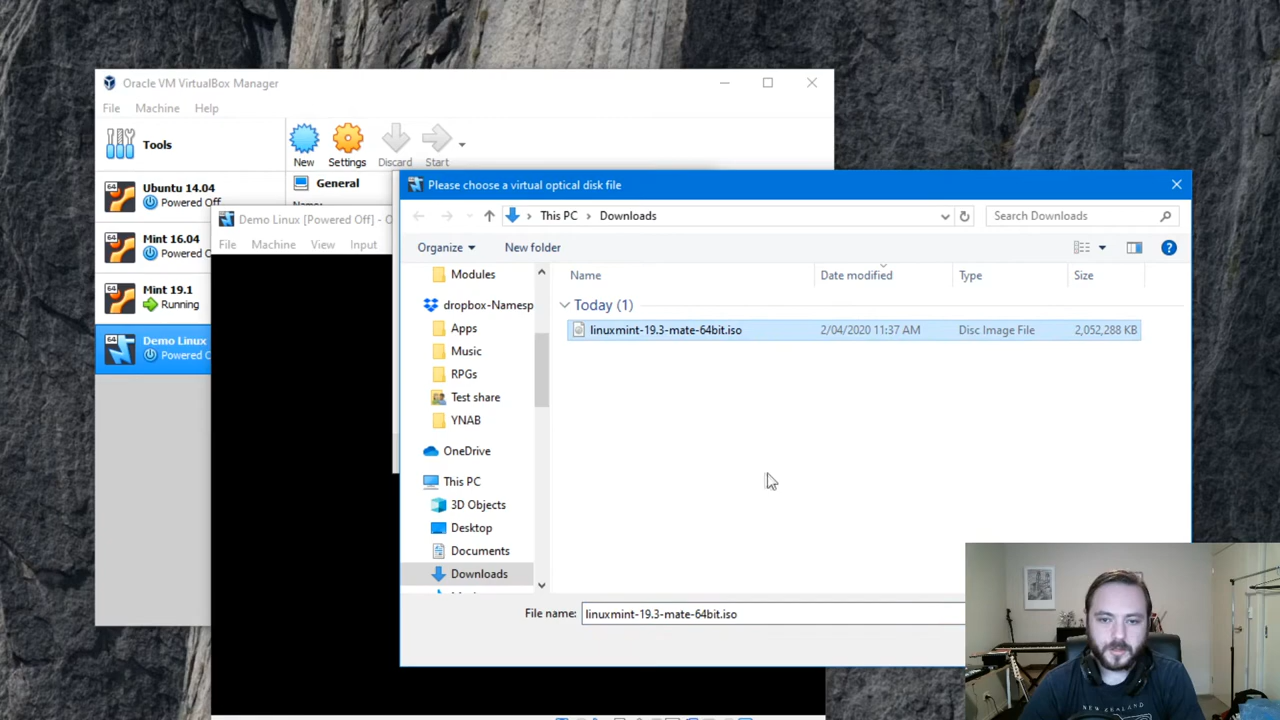 Oracle VM VirtualBox Manager
File Machine Help
Tools
New Settings Discard Start
Ubuntu 14.04
Powered Off
General
Please choose a virtual optical disk file
This PC Downloads
Search Downloads
Demo Linux [Powered Off] - O
File Machine View Input
Mint 16.04
Powered O
Mint 19.1
Running
Demo Linux
Powered O
Organize New folder
Name Date modified Type Size
Modules
dropbox-Namesp
Apps
Music
RPGs
Test share
YNAB
OneDrive
This PC
3D Objects
Desktop
Documents
Downloads
Today (1)
linuxmint-19.3-mate-64bit.iso 2/04/2020 11:37 AM Disc Image File 2,052,288 KB
File name: linuxmint-19.3-mate-64bit.iso
NEW ZEALAND